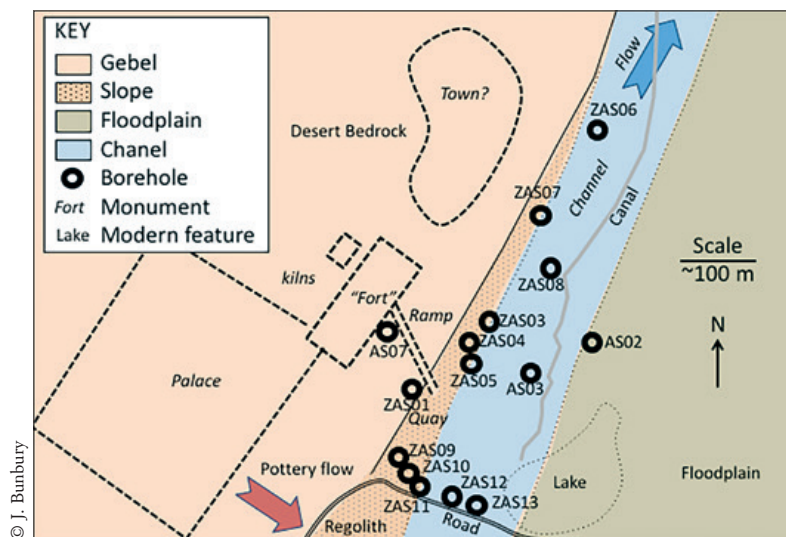 KEY
Gebel
Slope
Floodplain
Chanel
Borehole
Fort Monument
Lake Modern feature
Town?
Desert Bedrock
Flow
ZAS06
ZAS07
Channel
Canal
Scale
~100 m
ZAS08
kilns
"Fort"
Ramp
ZAS03
N
AS07
ZAS04
AS02
ZAS05
AS03
Palace
ZAS01
Quay
ZAS09
Pottery flow
ZAS10
ZAS12
Lake
Floodplain
ZAS11
ZAS13
Road
Regolith
© J. Bunbury